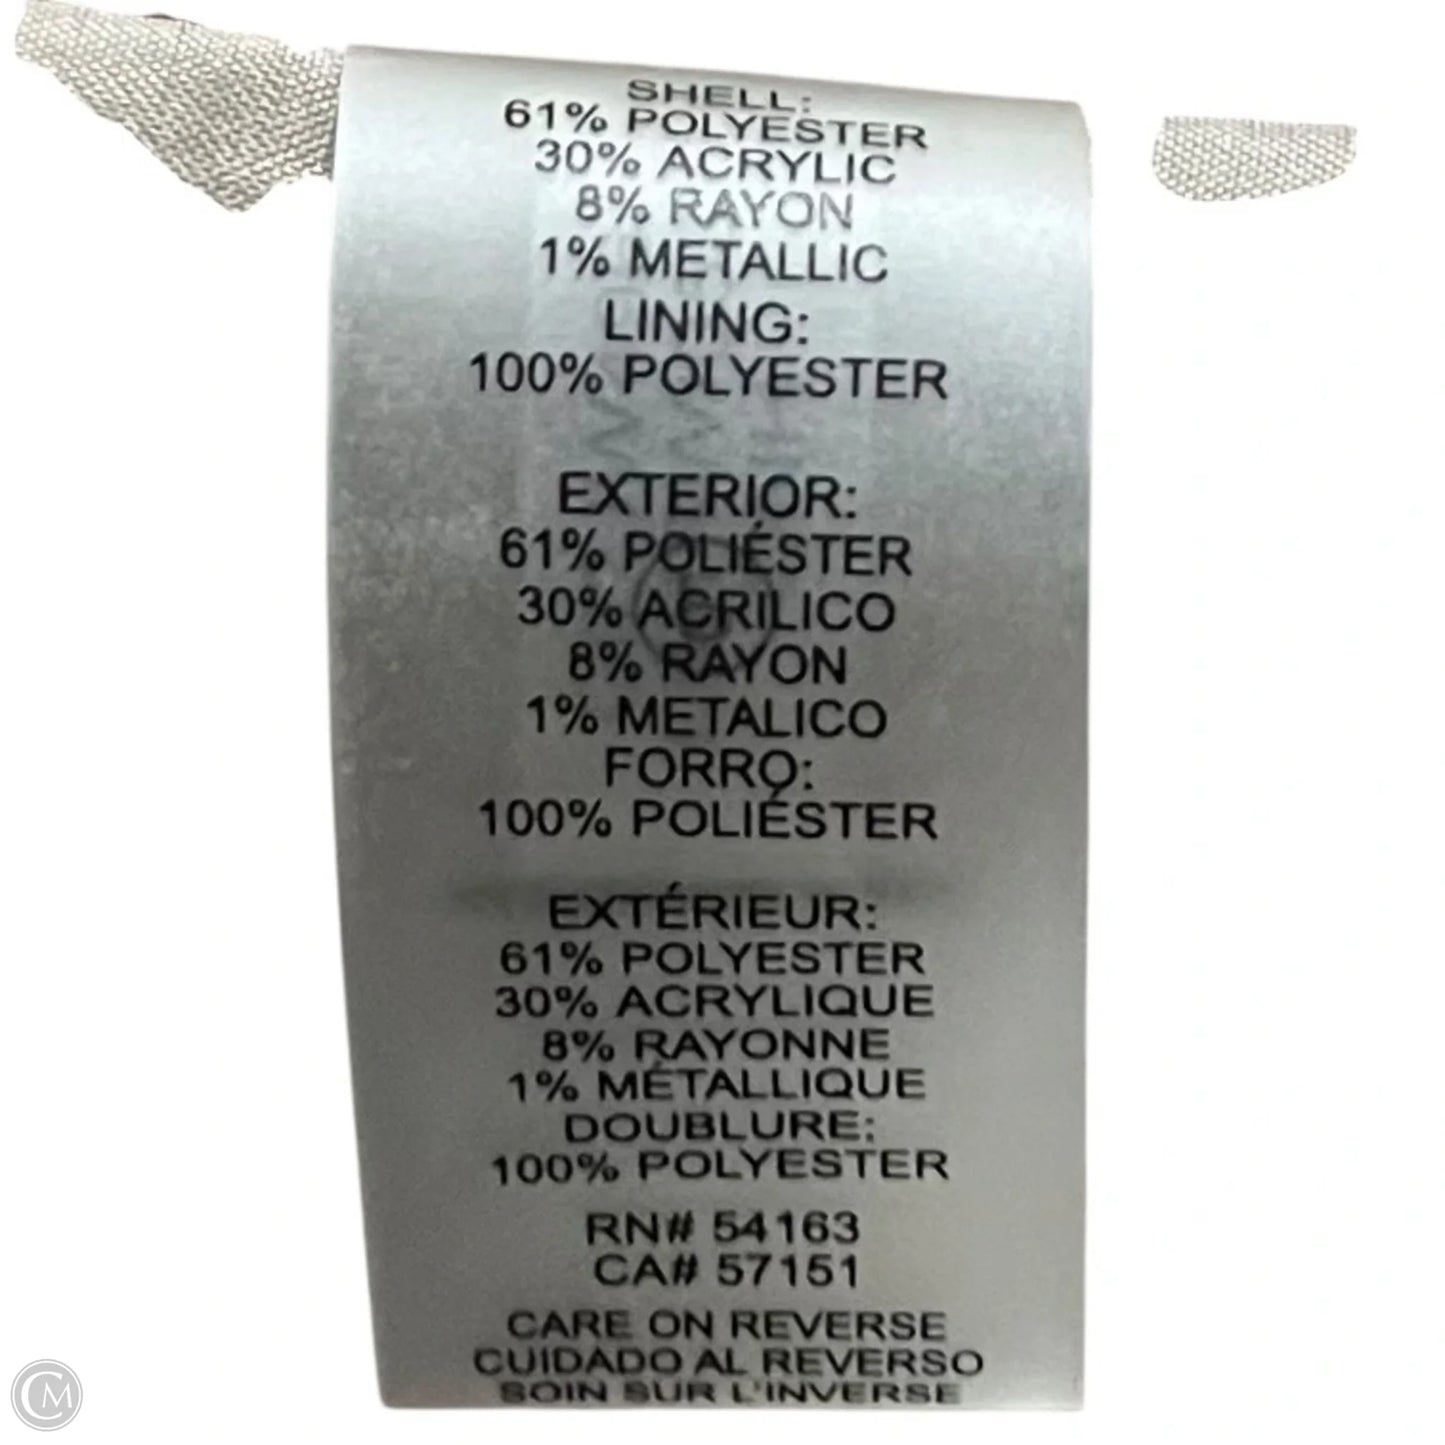 SHELL:
61% POLYESTER
30% ACRYLIC
8% RAYON
1% METALLIC
LINING:
100% POLYESTER
EXTERIOR:
61% POLIÉSTER
30% ACRILICO
8% RAYON
1% METALICO
FORRO:
100% POLIÉSTER
EXTÉRIEUR:
61% POLYESTER
30% ACRYLIQUE
8% RAYONNE
1% MÉTALLIQUE
DOUBLURE:
100% POLYESTER
RN# 54163
CA# 57151
CARE ON REVERSE
CUIDADO AL REVERSO
SOIN SUR L'INVERSE
CM